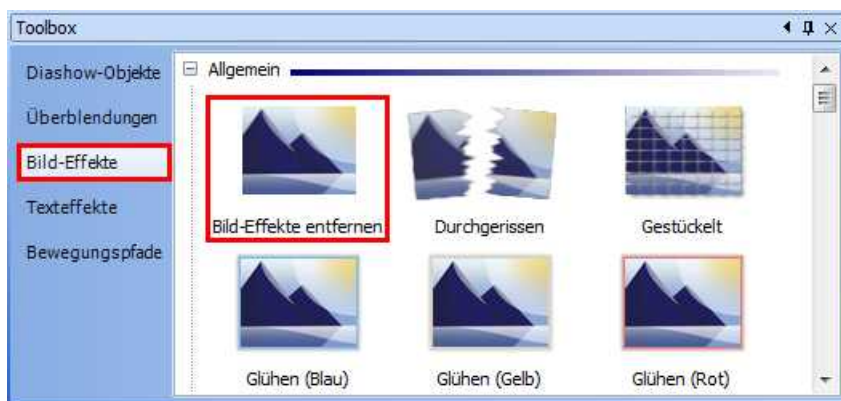 Toolbox
Diashow-Objekte
Überblendungen
Bild-Effekte
Texteffekte
Bewegungspfade
Allgemein
Bild-Effekte entfernen
Durchgerissen
Gestückelt
Glühen (Blau)
Glühen (Gelb)
Glühen (Rot)